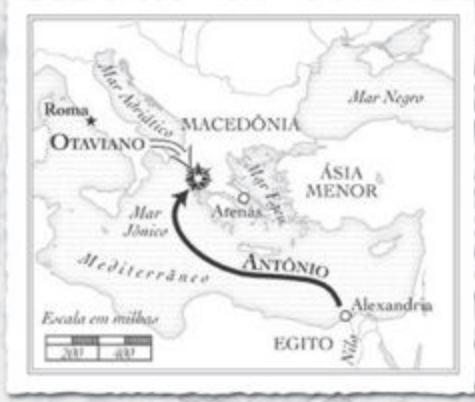 Mar Negro
Mar Adriático
Roma
MACEDÔNIA
OTAVIANO
Mar Egeu
ÁSIA
MENOR
Atenas
Mar
Jônico
Mediterrâneo
ANTÔNIO
Alexandria
Escala em milhas
200 400
EGITO
Nilo